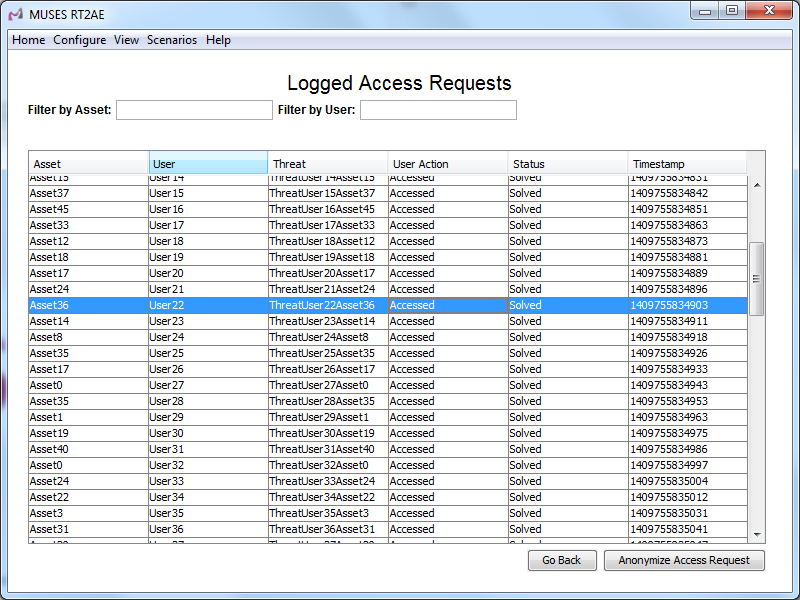 MUSES RT2AE
Home Configure View Scenarios Help
Logged Access Requests
Filter by Asset: Filter by User:
Asset User Threat User Action Status Timestamp
Asset15 User14 ThreatUser14Asset15 Accessed Solved 1409755834831
Asset37 User15 ThreatUser15Asset37 Accessed Solved 1409755834842
Asset45 User16 ThreatUser16Asset45 Accessed Solved 1409755834851
Asset33 User17 ThreatUser17Asset33 Accessed Solved 1409755834863
Asset12 User18 ThreatUser18Asset12 Accessed Solved 1409755834873
Asset18 User19 ThreatUser19Asset18 Accessed Solved 1409755834881
Asset17 User20 ThreatUser20Asset17 Accessed Solved 1409755834889
Asset24 User21 ThreatUser21Asset24 Accessed Solved 1409755834896
Asset36 User22 ThreatUser22Asset36 Accessed Solved 1409755834903
Asset14 User23 ThreatUser23Asset14 Accessed Solved 1409755834911
Asset8 User24 ThreatUser24Asset8 Accessed Solved 1409755834918
Asset35 User25 ThreatUser25Asset35 Accessed Solved 1409755834926
Asset17 User26 ThreatUser26Asset17 Accessed Solved 1409755834933
Asset0 User27 ThreatUser27Asset0 Accessed Solved 1409755834943
Asset35 User28 ThreatUser28Asset35 Accessed Solved 1409755834953
Asset1 User29 ThreatUser29Asset1 Accessed Solved 1409755834963
Asset19 User30 ThreatUser30Asset19 Accessed Solved 1409755834975
Asset40 User31 ThreatUser31Asset40 Accessed Solved 1409755834986
Asset0 User32 ThreatUser32Asset0 Accessed Solved 1409755834997
Asset24 User33 ThreatUser33Asset24 Accessed Solved 1409755835004
Asset22 User34 ThreatUser34Asset22 Accessed Solved 1409755835012
Asset3 User35 ThreatUser35Asset3 Accessed Solved 1409755835031
Asset31 User36 ThreatUser36Asset31 Accessed Solved 1409755835041
Go Back Anonymize Access Request